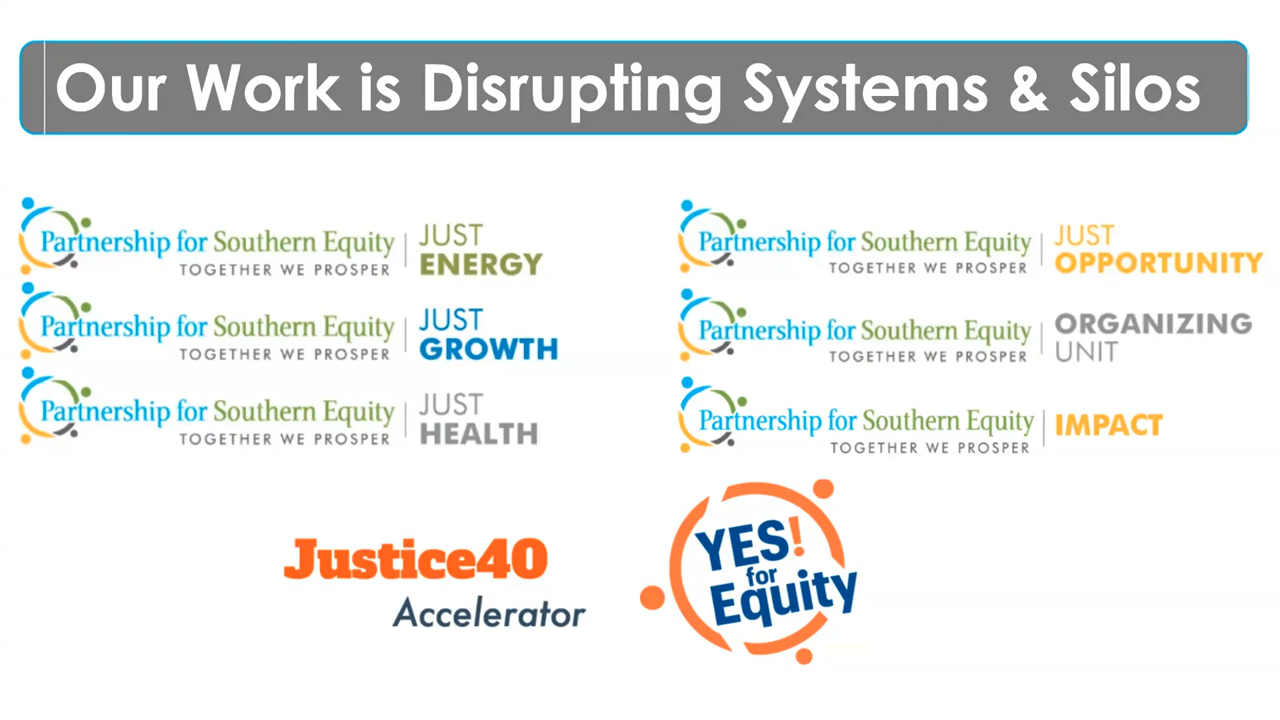 Our Work is Disrupting Systems & Silos
Partnership for Southern Equity
TOGETHER WE PROSPER
JUST
ENERGY
Partnership for Southern Equity
TOGETHER WE PROSPER
JUST
GROWTH
Partnership for Southern Equity
TOGETHER WE PROSPER
JUST
HEALTH
Partnership for Southern Equity
TOGETHER WE PROSPER
JUST
OPPORTUNITY
Partnership for Southern Equity
TOGETHER WE PROSPER
ORGANIZING
UNIT
Partnership for Southern Equity
TOGETHER WE PROSPER
IMPACT
Justice40
Accelerator
YES!
for
Equity